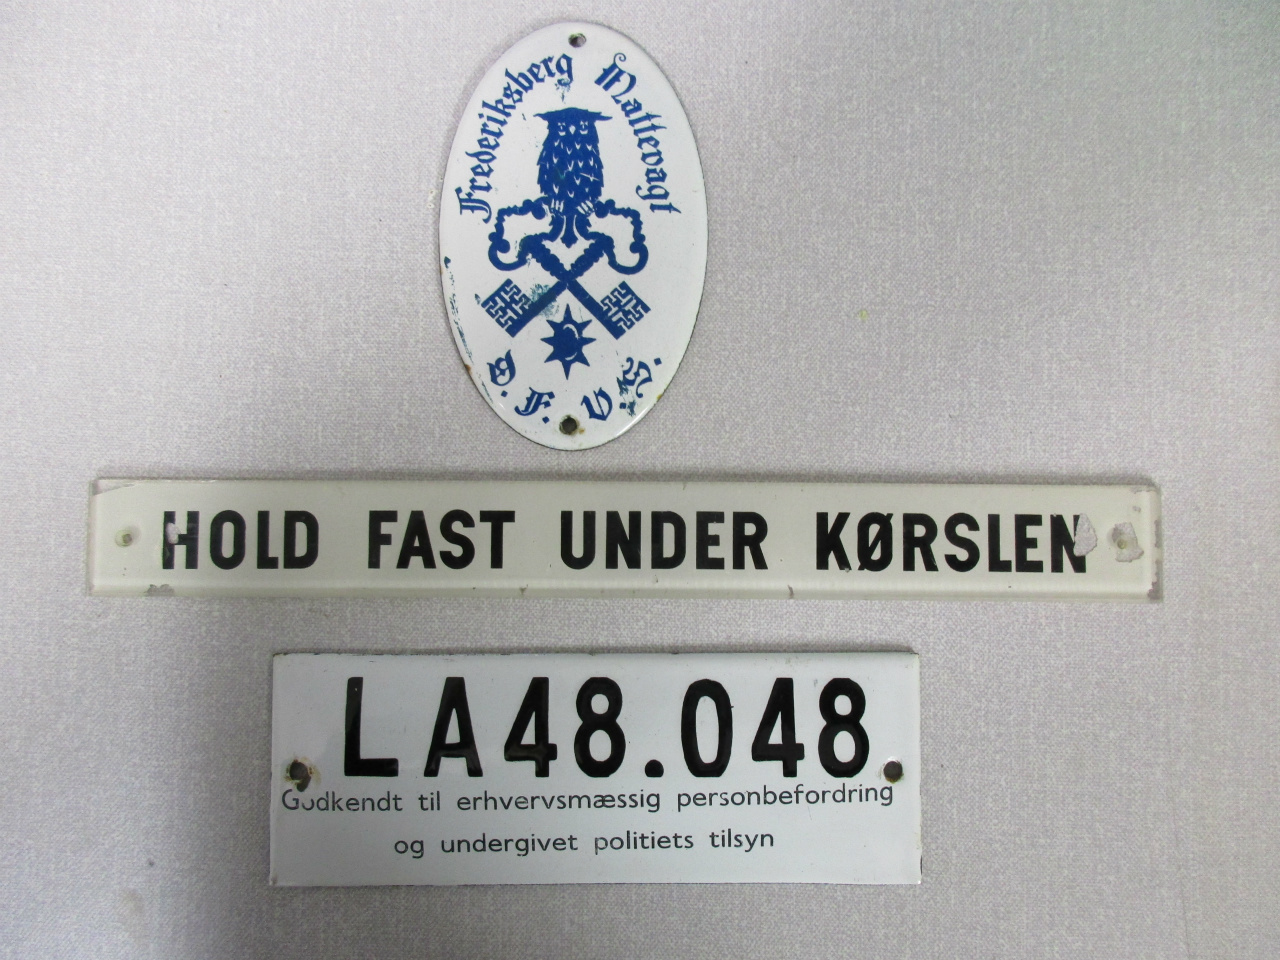 Frederiksberg Nattevagt
G. F. V. N.
HOLD FAST UNDER KØRSLEN
LA48.048
Godkendt til erhvervsmæssig personbefordring
og undergivet politiets tilsyn